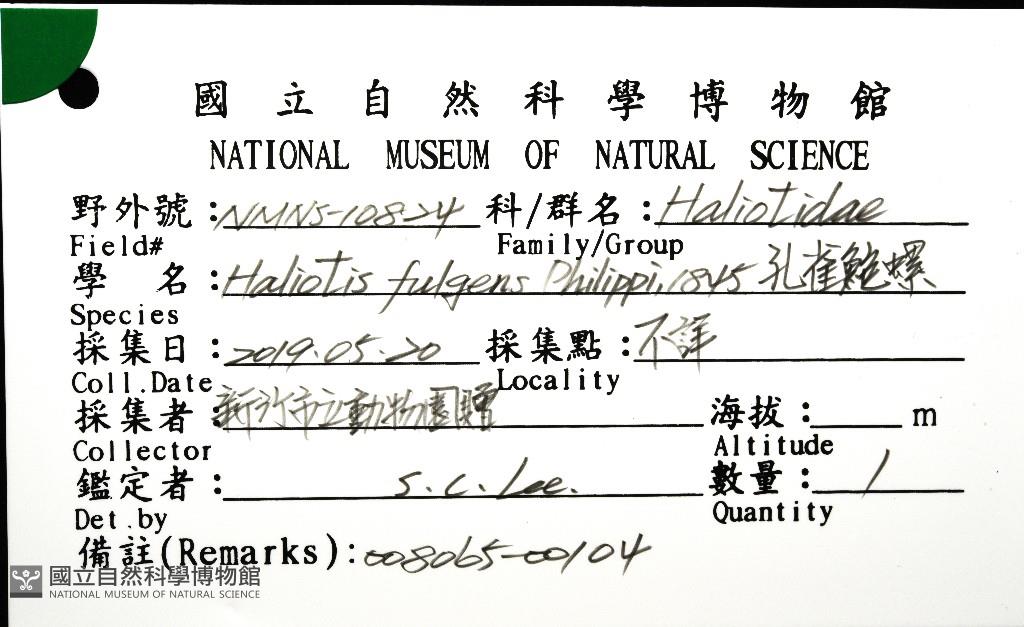 國立自然科學博物館
NATIONAL MUSEUM OF NATURAL SCIENCE
野外號：NMNS-10824 科/群名：Haliotidae
Field# Family/Group
學 名：Haliotis fulgens Philippi, 1845 孔雀鮑螺
Species
採集日：2019.05.20 採集點：不詳
Coll.Date Locality
採集者：新竹市立動物園贈 海拔： m
Collector Altitude
鑑定者： S. C. Lee. 數量： 1
Det.by Quantity
備註(Remarks):008065-00104
國立自然科學博物館
NATIONAL MUSEUM OF NATURAL SCIENCE